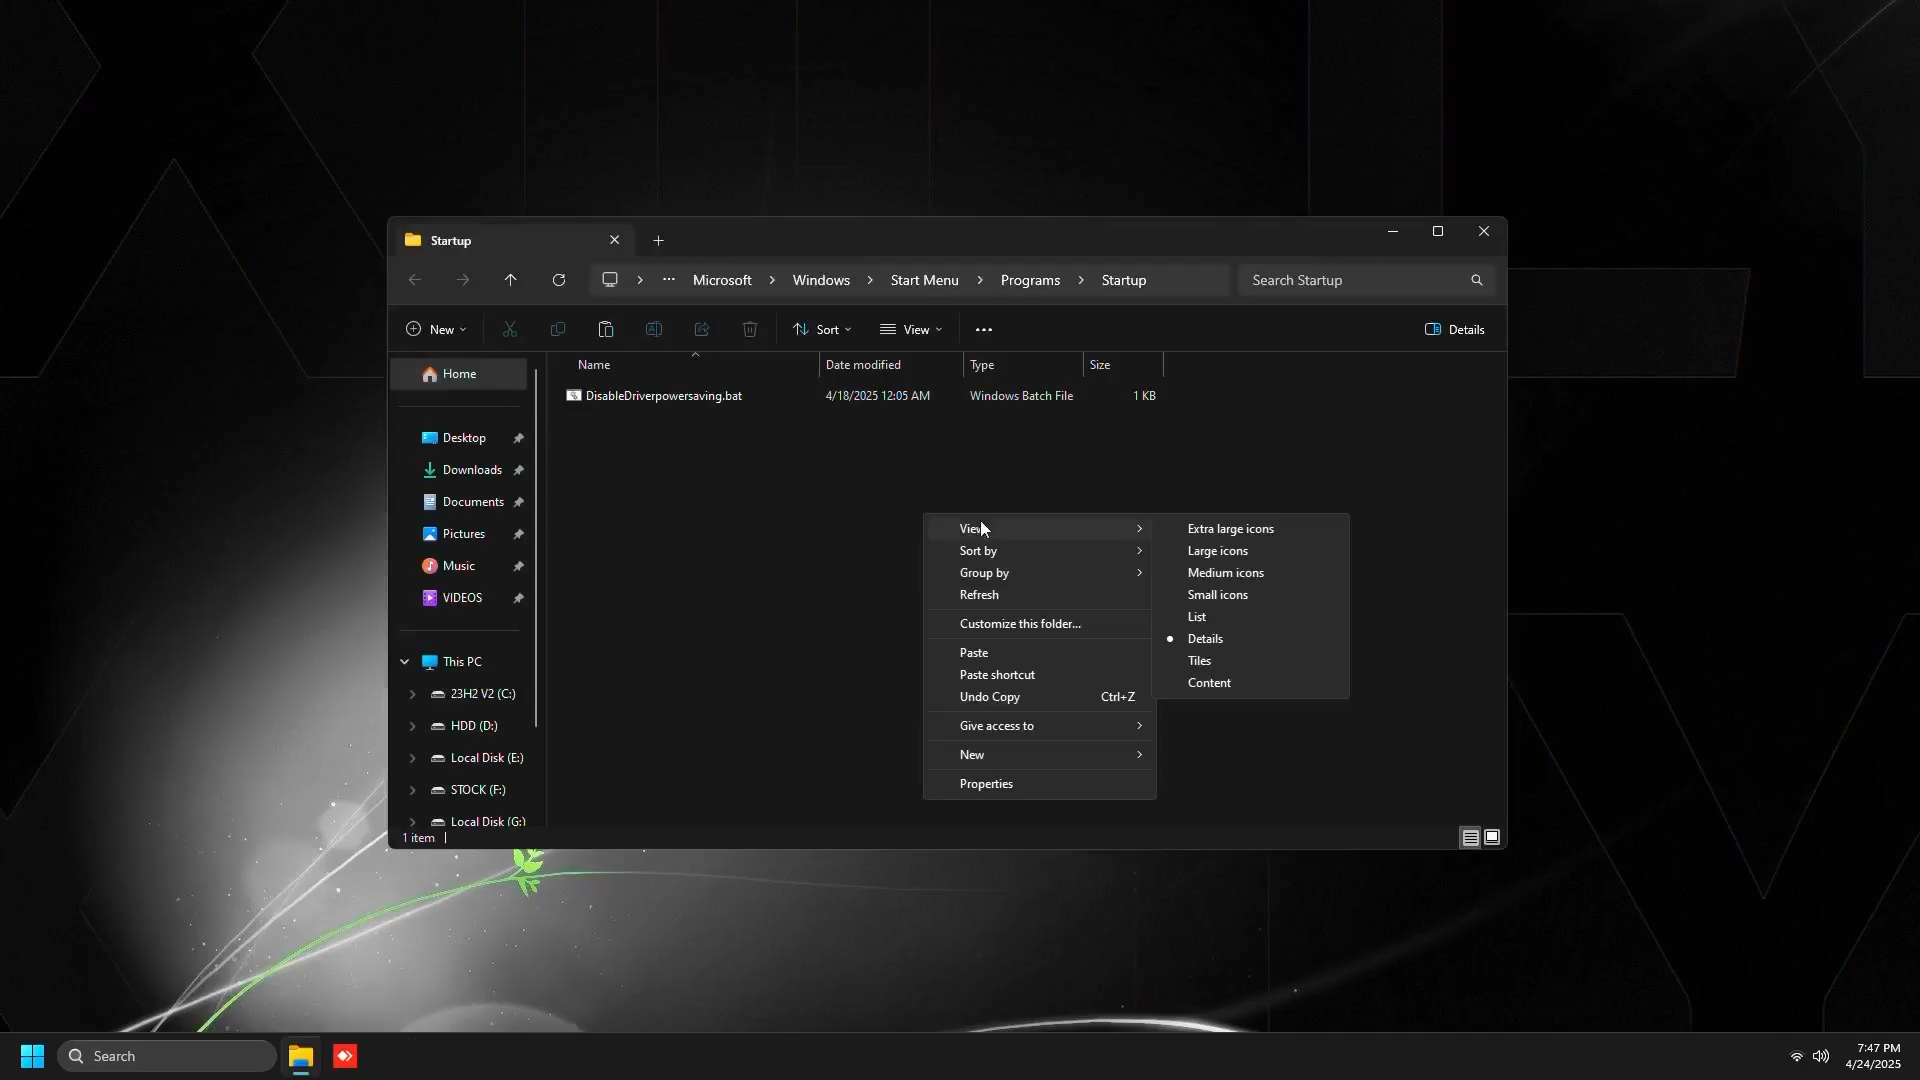 Startup
Microsoft > Windows > Start Menu > Programs > Startup
Search Startup
New
Sort
View
Details
Name
Date modified
Type
Size
DisableDriverpowersaving.bat
4/18/2025 12:05 AM
Windows Batch File
1 KB
Home
Desktop
Downloads
Documents
Pictures
Music
VIDEOS
This PC
23H2 V2 (C:)
HDD (D:)
Local Disk (E:)
STOCK (F:)
Local Disk (G:)
1 item
View
Sort by
Group by
Refresh
Customize this folder...
Paste
Paste shortcut
Undo Copy Ctrl+Z
Give access to
New
Properties
Extra large icons
Large icons
Medium icons
Small icons
List
Details
Tiles
Content
Search
7:47 PM
4/24/2025